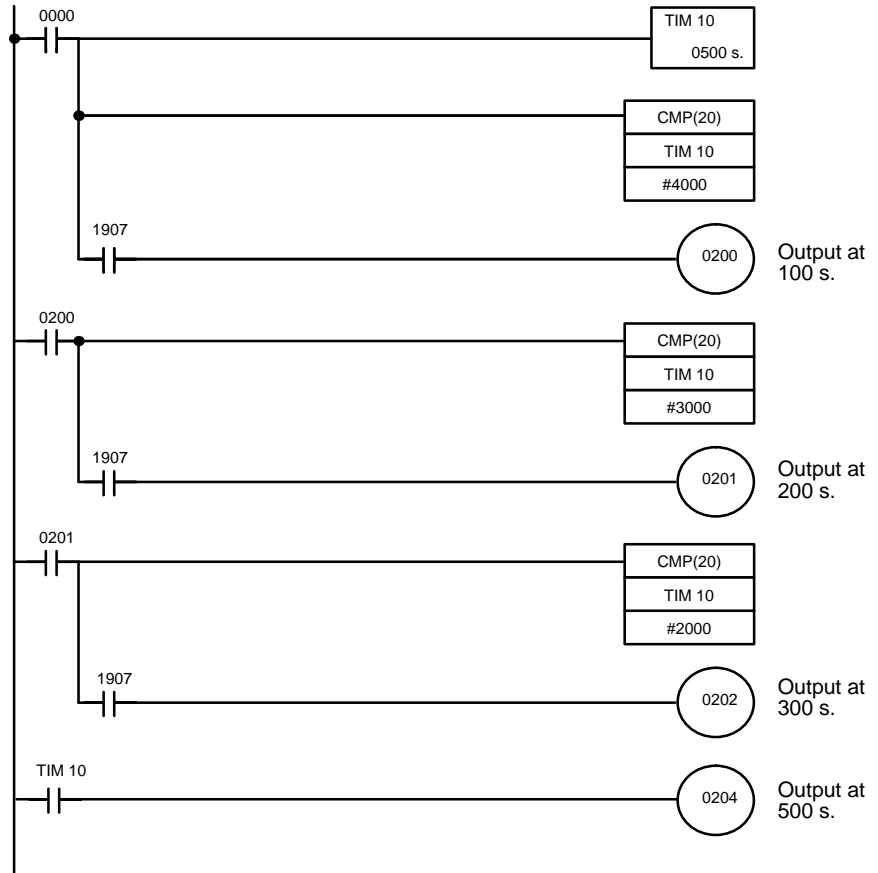 0000
TIM 10
0500 s.
CMP(20)
TIM 10
#4000
1907
0200
Output at
100 s.
0200
CMP(20)
TIM 10
#3000
1907
0201
Output at
200 s.
0201
CMP(20)
TIM 10
#2000
1907
0202
Output at
300 s.
TIM 10
0204
Output at
500 s.